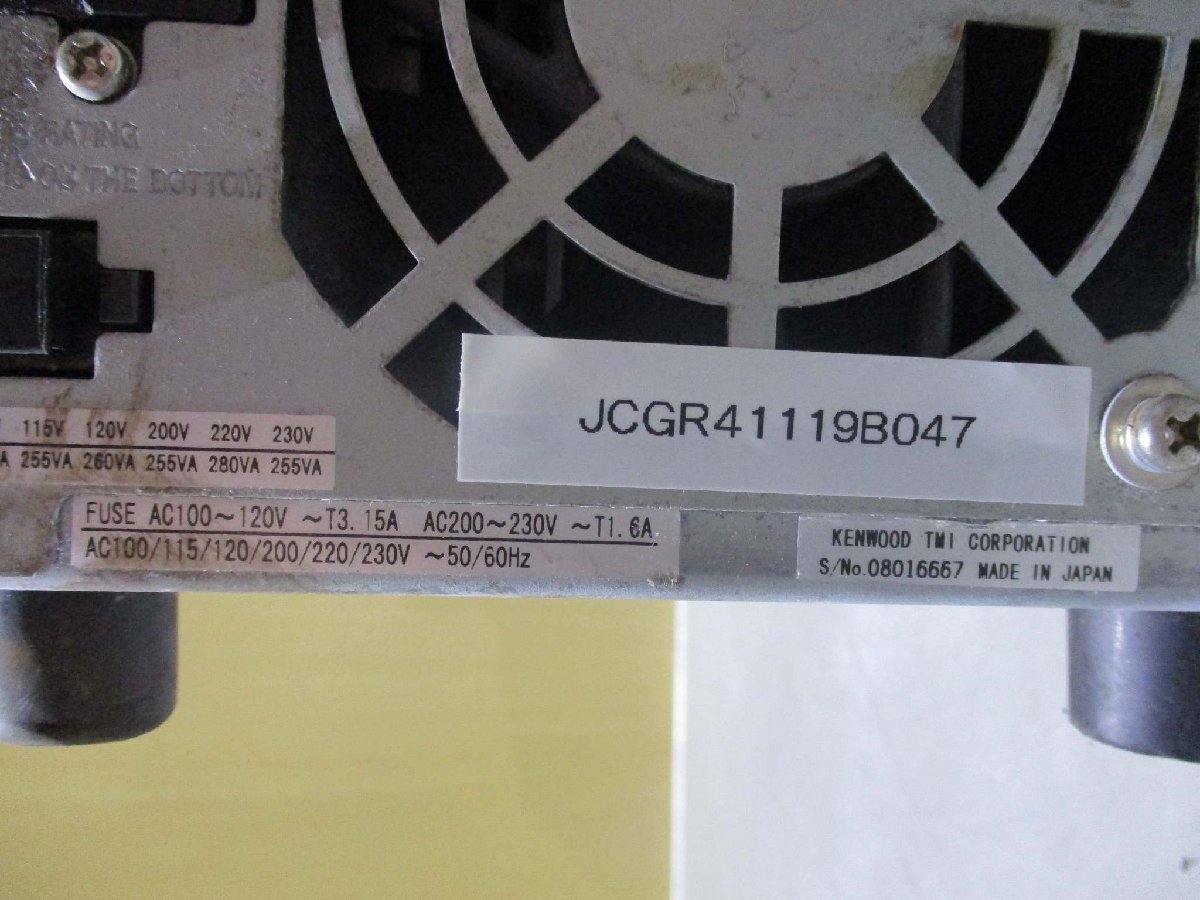 RATING
IS ON THE BOTTOM
115V 120V 200V 220V 230V
255VA 260VA 255VA 280VA 255VA
JCGR41119B047
FUSE AC100~120V ~T3.15A AC200~230V ~T1.6A
AC100/115/120/200/220/230V ~50/60Hz
KENWOOD TMI CORPORATION
S/No.08016667 MADE IN JAPAN